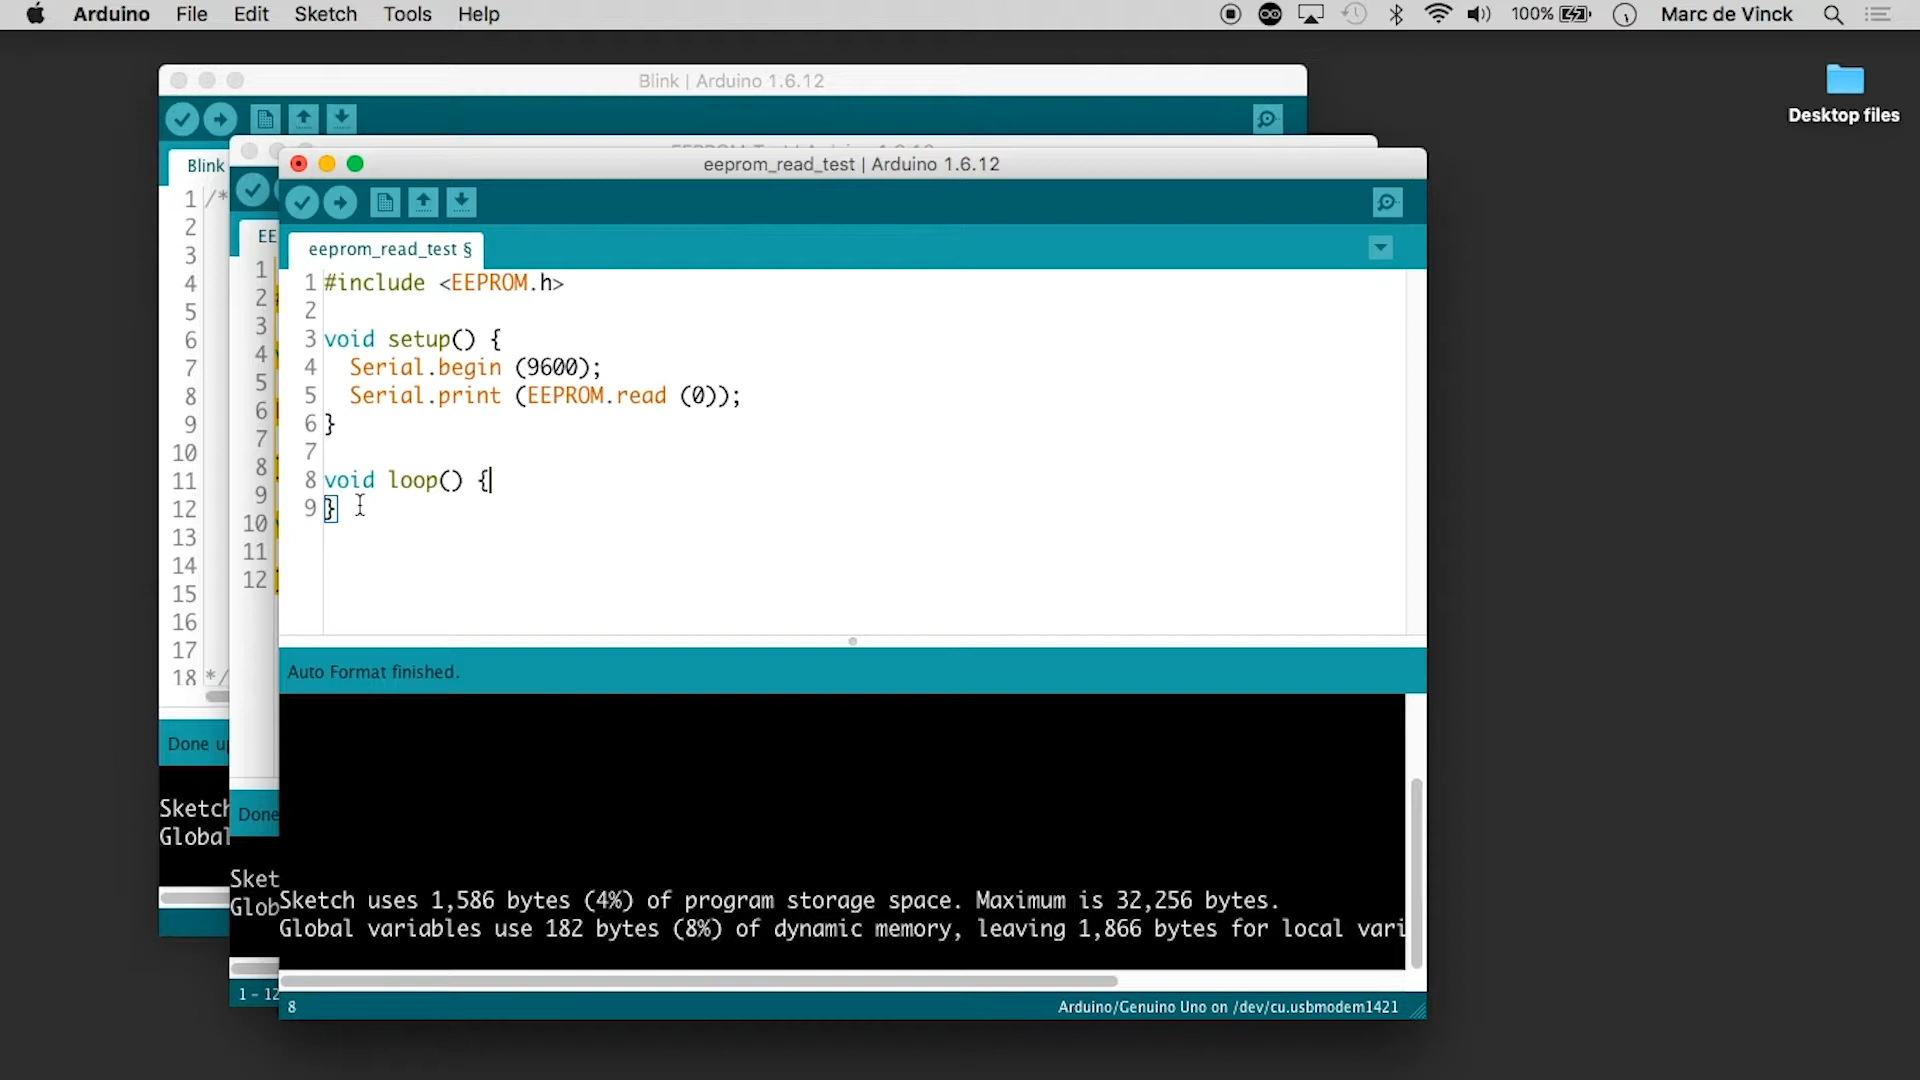 Arduino File Edit Sketch Tools Help 100% Marc de Vinck
Desktop files
Blink | Arduino 1.6.12
Blink
1 /*
2
3
4
5
6
7
8
9
10
11
12
13
14
15
16
17
18 */
Done up
Sketch
Global
EE
1
2
3
4
5
6
7
8
9
10
11
12
Done
Sket
Glob
1 - 12
eeprom_read_test | Arduino 1.6.12
eeprom_read_test §
1 #include <EEPROM.h>
2
3 void setup() {
4 Serial.begin (9600);
5 Serial.print (EEPROM.read (0));
6 }
7
8 void loop() {
9 }
Auto Format finished.
Sketch uses 1,586 bytes (4%) of program storage space. Maximum is 32,256 bytes.
Global variables use 182 bytes (8%) of dynamic memory, leaving 1,866 bytes for local vari
8 Arduino/Genuino Uno on /dev/cu.usbmodem1421